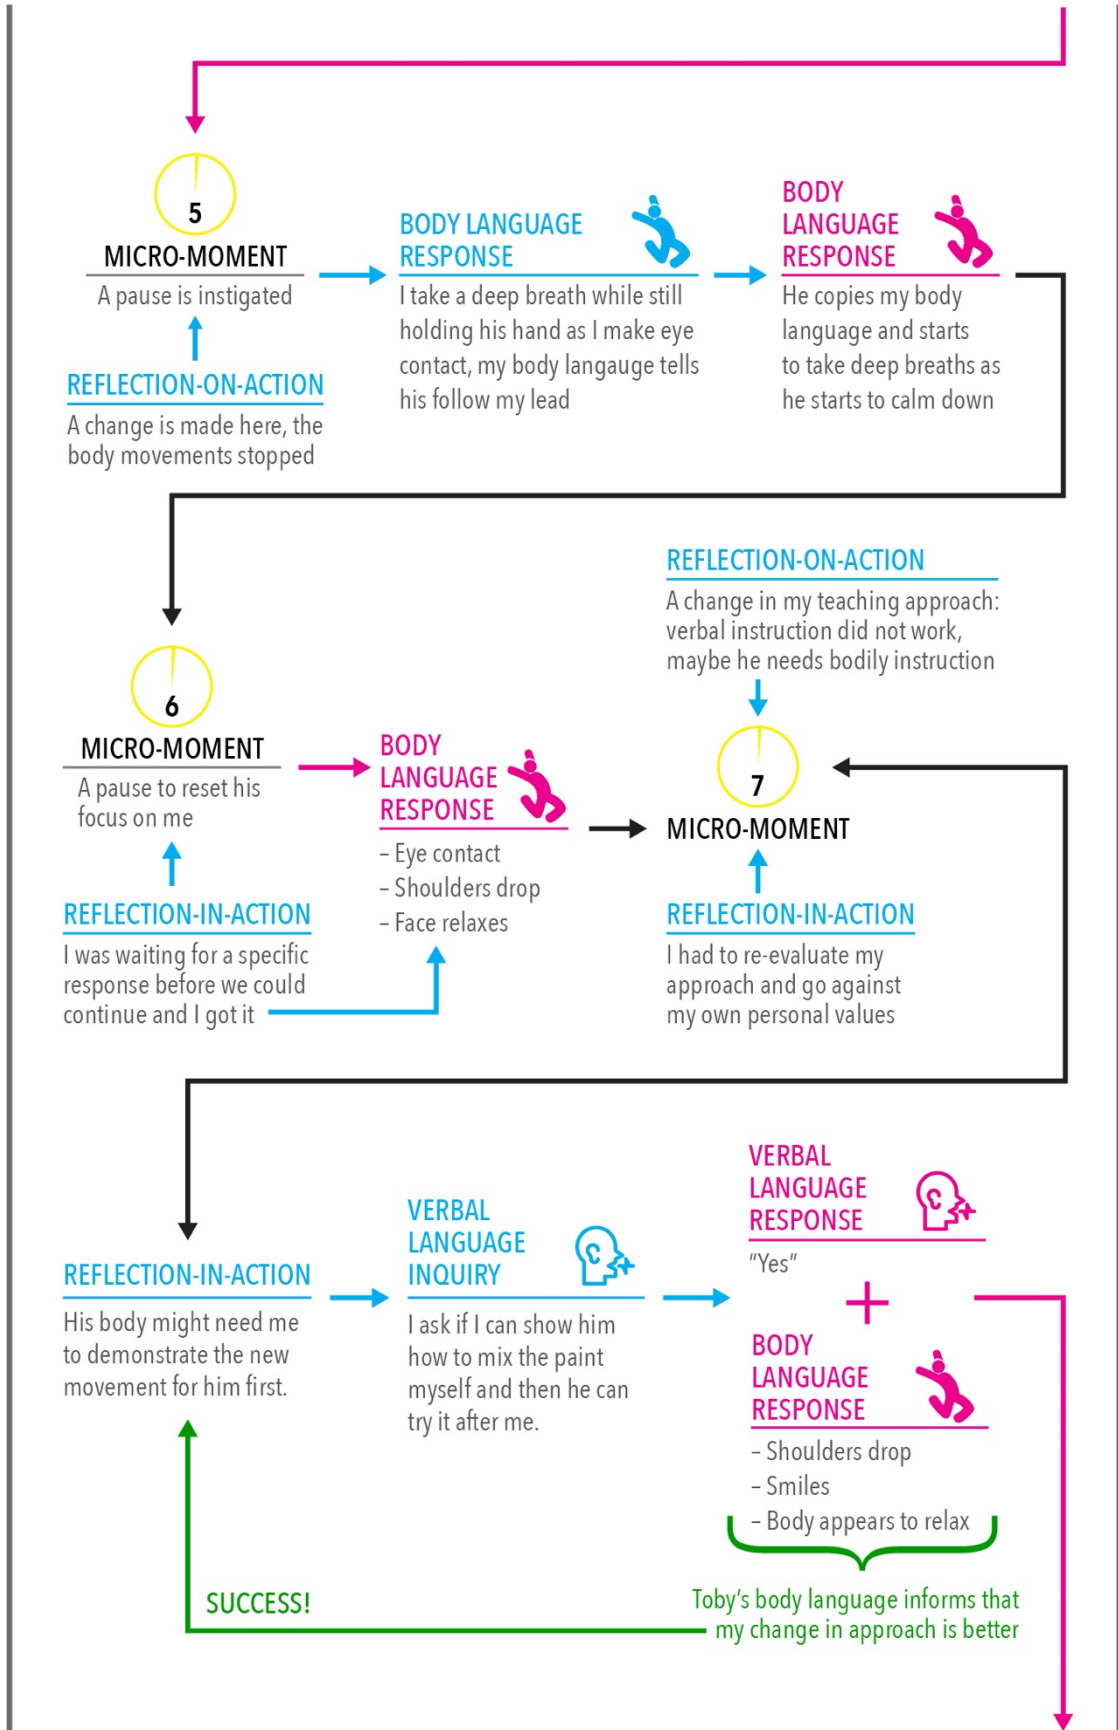 5
MICRO-MOMENT
A pause is instigated
REFLECTION-ON-ACTION
A change is made here, the
body movements stopped
BODY LANGUAGE
RESPONSE
I take a deep breath while still
holding his hand as I make eye
contact, my body langauge tells
his follow my lead
BODY
LANGUAGE
RESPONSE
He copies my body
language and starts
to take deep breaths as
he starts to calm down
6
MICRO-MOMENT
A pause to reset his
focus on me
REFLECTION-IN-ACTION
I was waiting for a specific
response before we could
continue and I got it
BODY
LANGUAGE
RESPONSE
– Eye contact
– Shoulders drop
– Face relaxes
REFLECTION-ON-ACTION
A change in my teaching approach:
verbal instruction did not work,
maybe he needs bodily instruction
7
MICRO-MOMENT
REFLECTION-IN-ACTION
I had to re-evaluate my
approach and go against
my own personal values
REFLECTION-IN-ACTION
His body might need me
to demonstrate the new
movement for him first.
VERBAL
LANGUAGE
INQUIRY
I ask if I can show him
how to mix the paint
myself and then he can
try it after me.
VERBAL
LANGUAGE
RESPONSE
"Yes"
+
BODY
LANGUAGE
RESPONSE
– Shoulders drop
– Smiles
– Body appears to relax
Toby's body language informs that
my change in approach is better
SUCCESS!